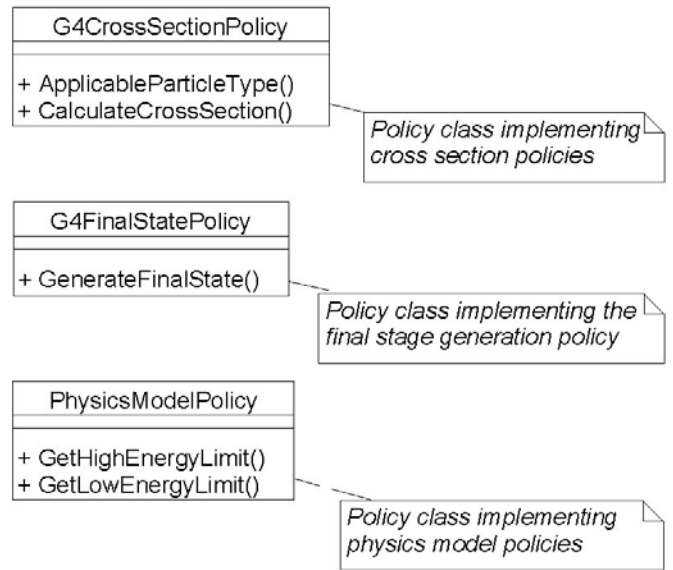 G4CrossSectionPolicy
+ ApplicableParticleType()
+ CalculateCrossSection()
Policy class implementing
cross section policies
G4FinalStatePolicy
+ GenerateFinalState()
Policy class implementing the
final stage generation policy
PhysicsModelPolicy
+ GetHighEnergyLimit()
+ GetLowEnergyLimit()
Policy class implementing
physics model policies